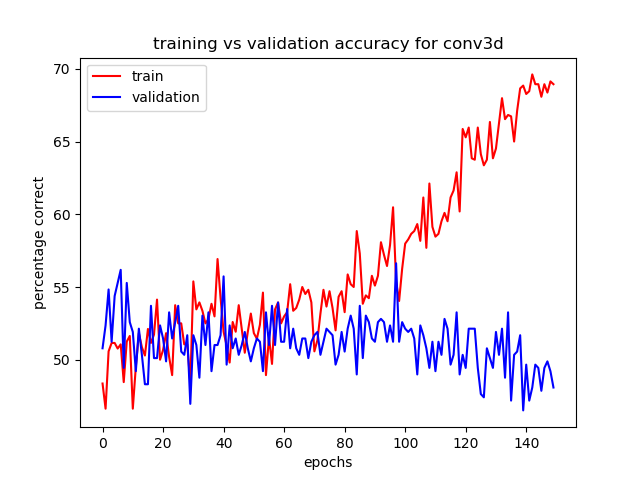 training vs validation accuracy for conv3d
train
validation
percentage correct
70
65
60
55
50
0 20 40 60 80 100 120 140
epochs